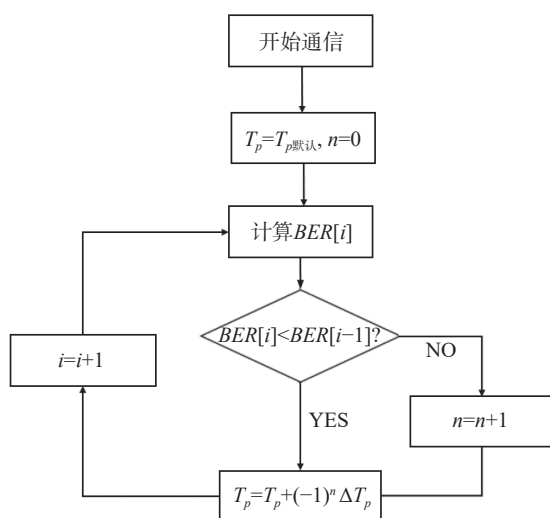 开始通信
Tp=Tp默认, n=0
计算BER[i]
BER[i]<BER[i−1]?
NO
i=i+1
YES
n=n+1
Tp=Tp+(−1)^n ΔTp